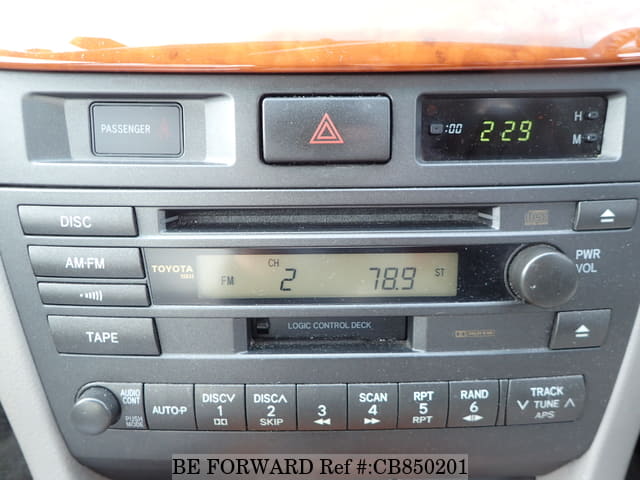 PASSENGER
:00 2:29 H
M
DISC
AM·FM
TOYOTA
CH
FM 2 78.9 ST
PWR
VOL
TAPE
LOGIC CONTROL DECK
AUDIO
CONT
PUSH
MODE
AUTO·P
DISC
1
DISC
2
SKIP
3
SCAN
4
RPT
5
RPT
RAND
6
TRACK
TUNE
APS
BE FORWARD Ref #:CB850201